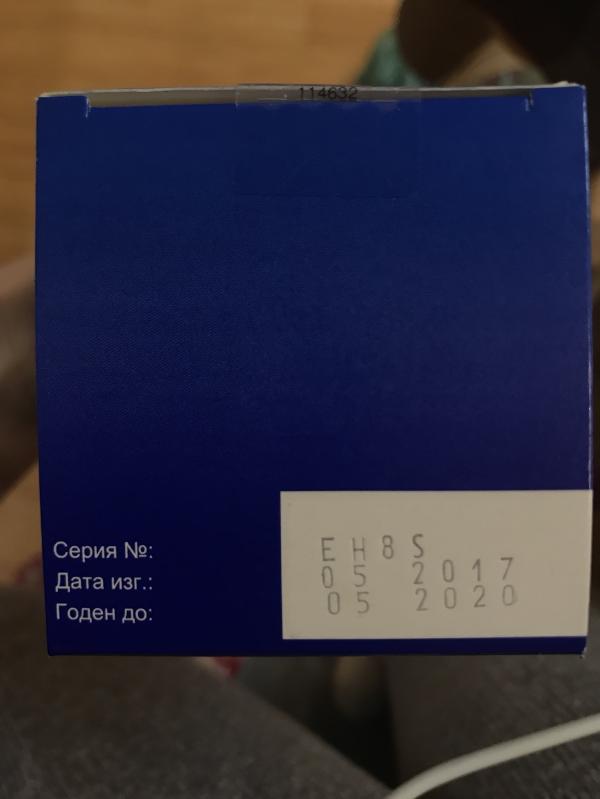 114632
Серия №: EH8S
Дата изг.: 05 2017
Годен до: 05 2020